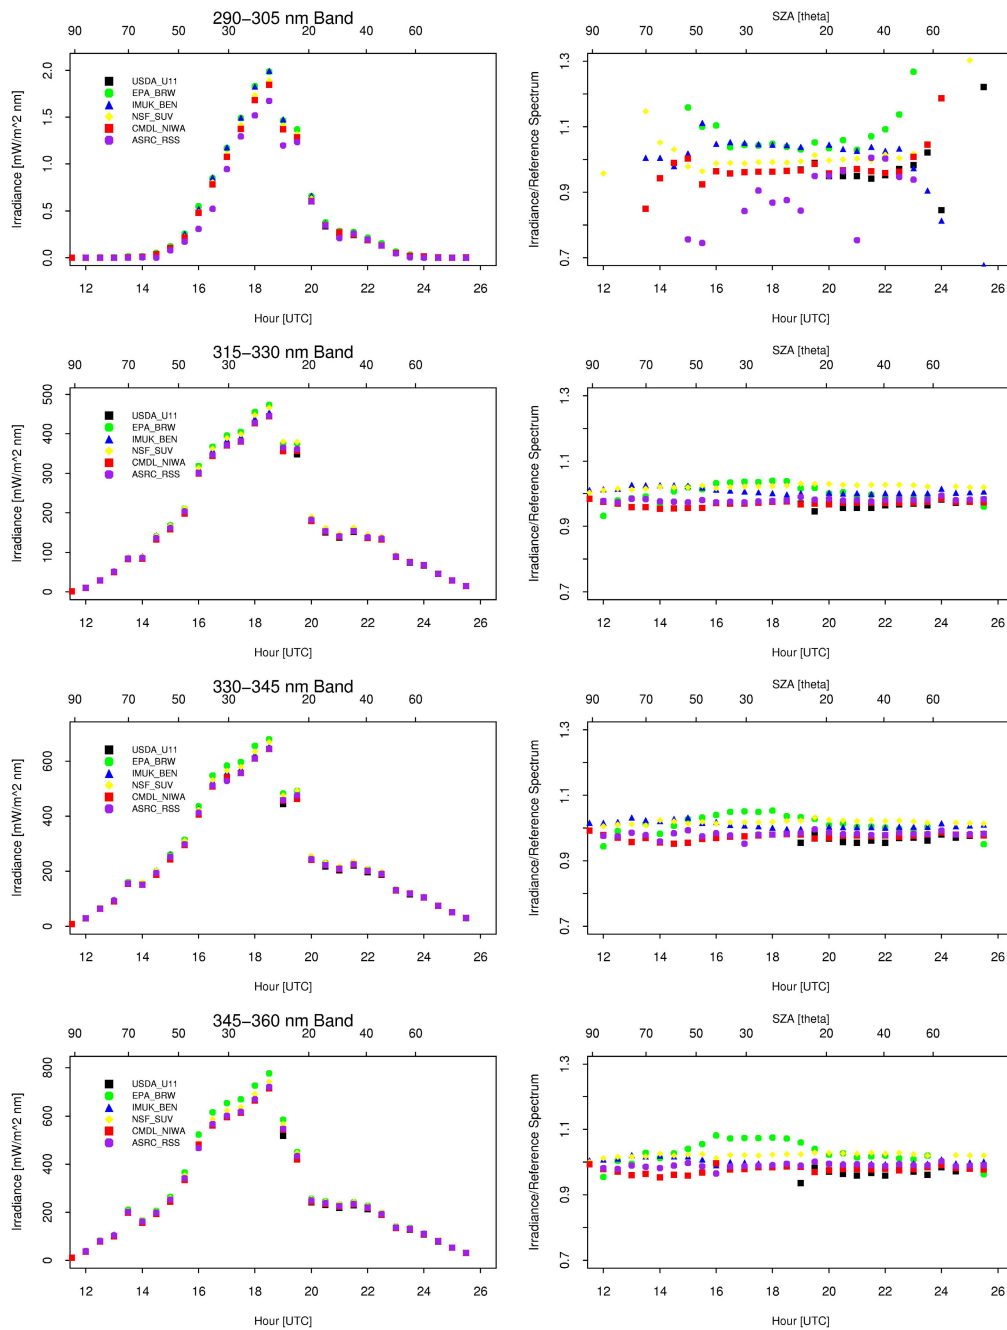 290−305 nm Band
SZA [theta]
90 70 50 30 20 40 60
90 70 50 30 20 40 60
Irradiance [mW/m^2 nm]
0.0 0.5 1.0 1.5 2.0
USDA_U11
EPA_BRW
IMUK_BEN
NSF_SUV
CMDL_NIWA
ASRC_RSS
Irradiance/Reference Spectrum
0.7 0.9 1.1 1.3
12 14 16 18 20 22 24 26
12 14 16 18 20 22 24 26
Hour [UTC]
Hour [UTC]
315−330 nm Band
SZA [theta]
90 70 50 30 20 40 60
90 70 50 30 20 40 60
Irradiance [mW/m^2 nm]
0 100 200 300 400 500
USDA_U11
EPA_BRW
IMUK_BEN
NSF_SUV
CMDL_NIWA
ASRC_RSS
Irradiance/Reference Spectrum
0.7 0.9 1.1 1.3
12 14 16 18 20 22 24 26
12 14 16 18 20 22 24 26
Hour [UTC]
Hour [UTC]
330−345 nm Band
SZA [theta]
90 70 50 30 20 40 60
90 70 50 30 20 40 60
Irradiance [mW/m^2 nm]
0 200 400 600
USDA_U11
EPA_BRW
IMUK_BEN
NSF_SUV
CMDL_NIWA
ASRC_RSS
Irradiance/Reference Spectrum
0.7 0.9 1.1 1.3
12 14 16 18 20 22 24 26
12 14 16 18 20 22 24 26
Hour [UTC]
Hour [UTC]
345−360 nm Band
SZA [theta]
90 70 50 30 20 40 60
90 70 50 30 20 40 60
Irradiance [mW/m^2 nm]
0 200 400 600 800
USDA_U11
EPA_BRW
IMUK_BEN
NSF_SUV
CMDL_NIWA
ASRC_RSS
Irradiance/Reference Spectrum
0.7 0.9 1.1 1.3
12 14 16 18 20 22 24 26
12 14 16 18 20 22 24 26
Hour [UTC]
Hour [UTC]